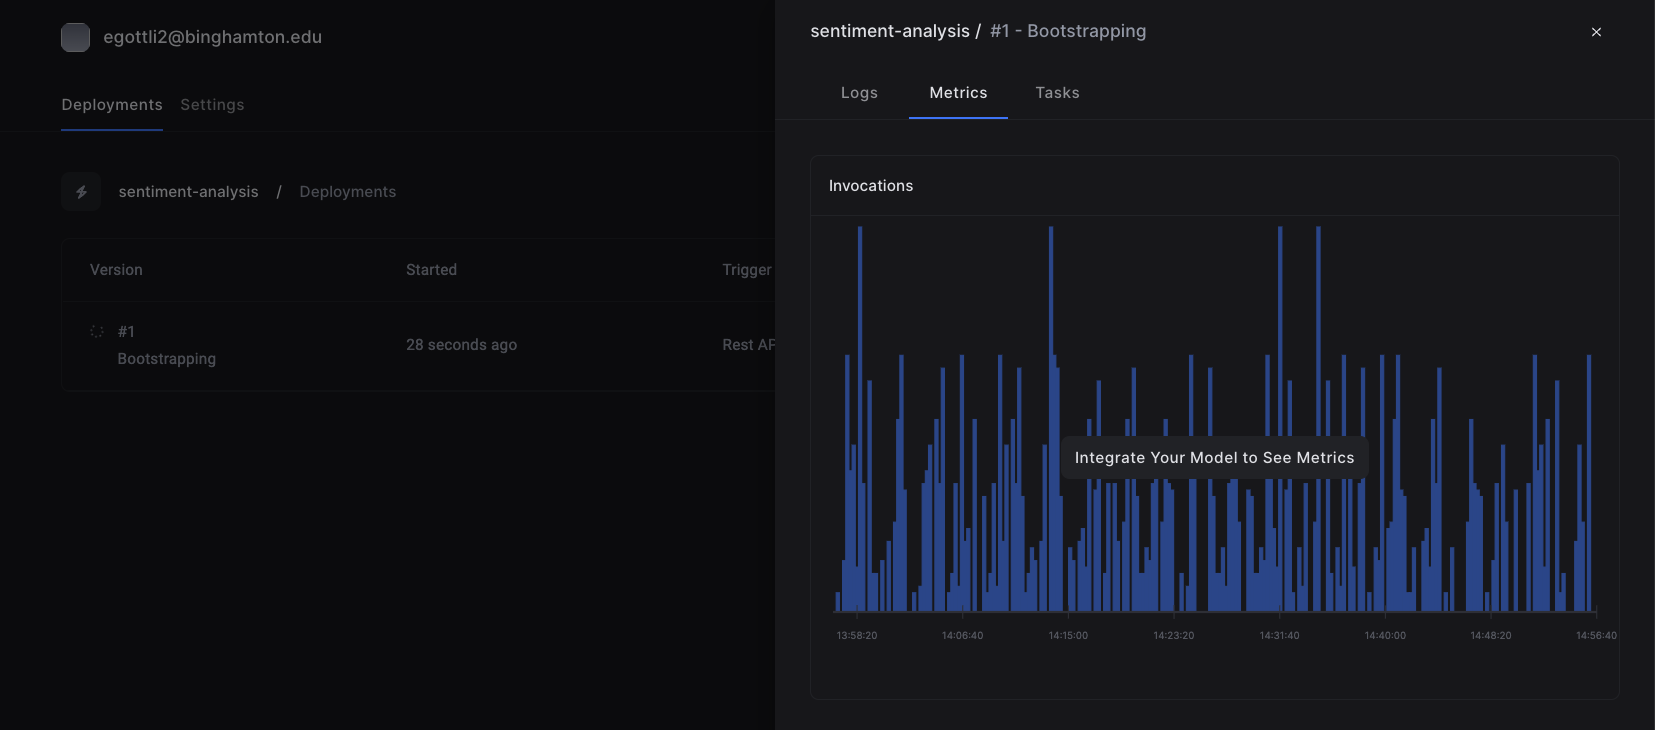 egottli2@binghamton.edu
Deployments Settings
sentiment-analysis / Deployments
Version Started Trigger
#1
Bootstrapping
28 seconds ago
Rest AP
sentiment-analysis / #1 - Bootstrapping
×
Logs Metrics Tasks
Invocations
Integrate Your Model to See Metrics
13:58:20 14:06:40 14:15:00 14:23:20 14:31:40 14:40:00 14:48:20 14:56:40